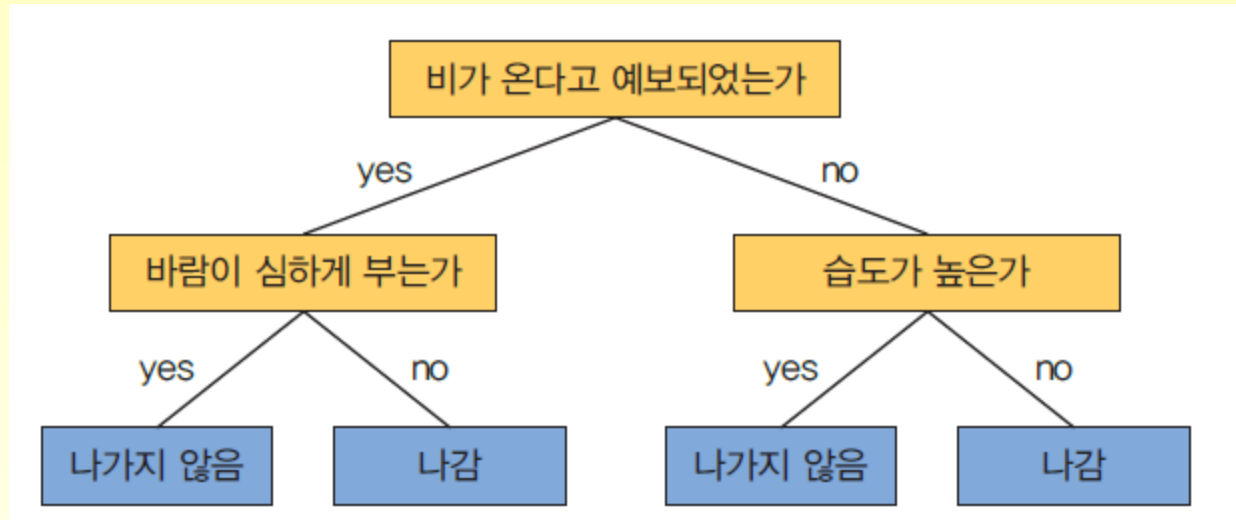 비가 온다고 예보되었는가
yes
no
바람이 심하게 부는가
습도가 높은가
yes
no
yes
no
나가지 않음
나감
나가지 않음
나감